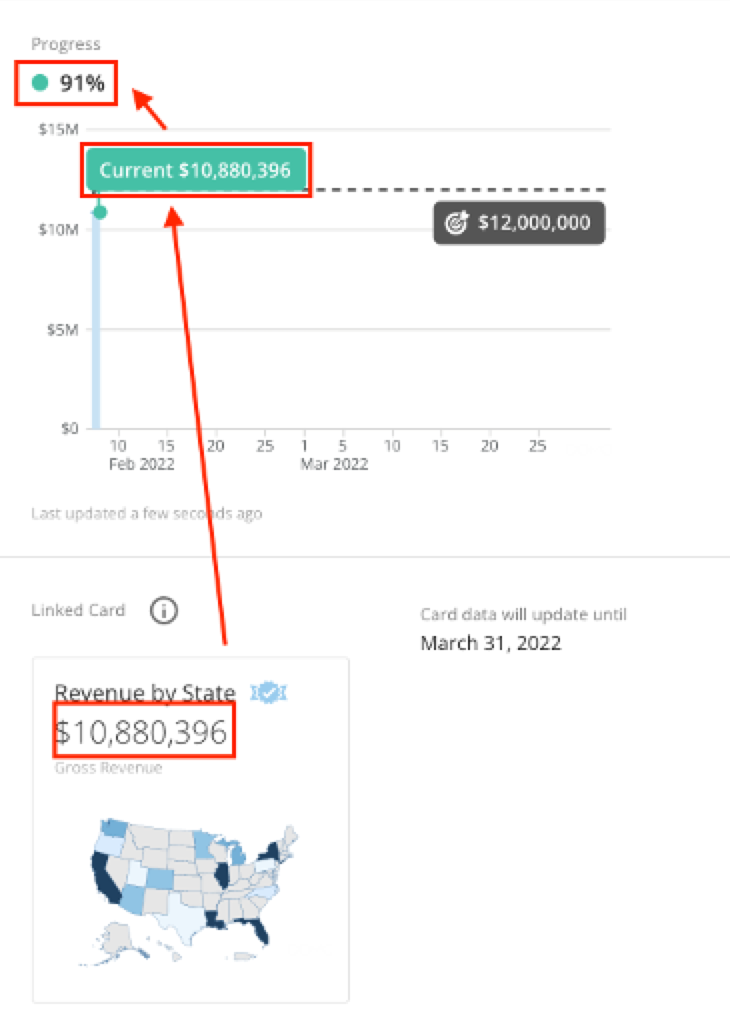 Progress
91%
$15M
Current $10,880,396
$12,000,000
$10M
$5M
$0
10 15 20 25 1 5 10 15 20 25
Feb 2022 Mar 2022
Last updated a few seconds ago
Linked Card
Card data will update until
March 31, 2022
Revenue by State
$10,880,396
Gross Revenue